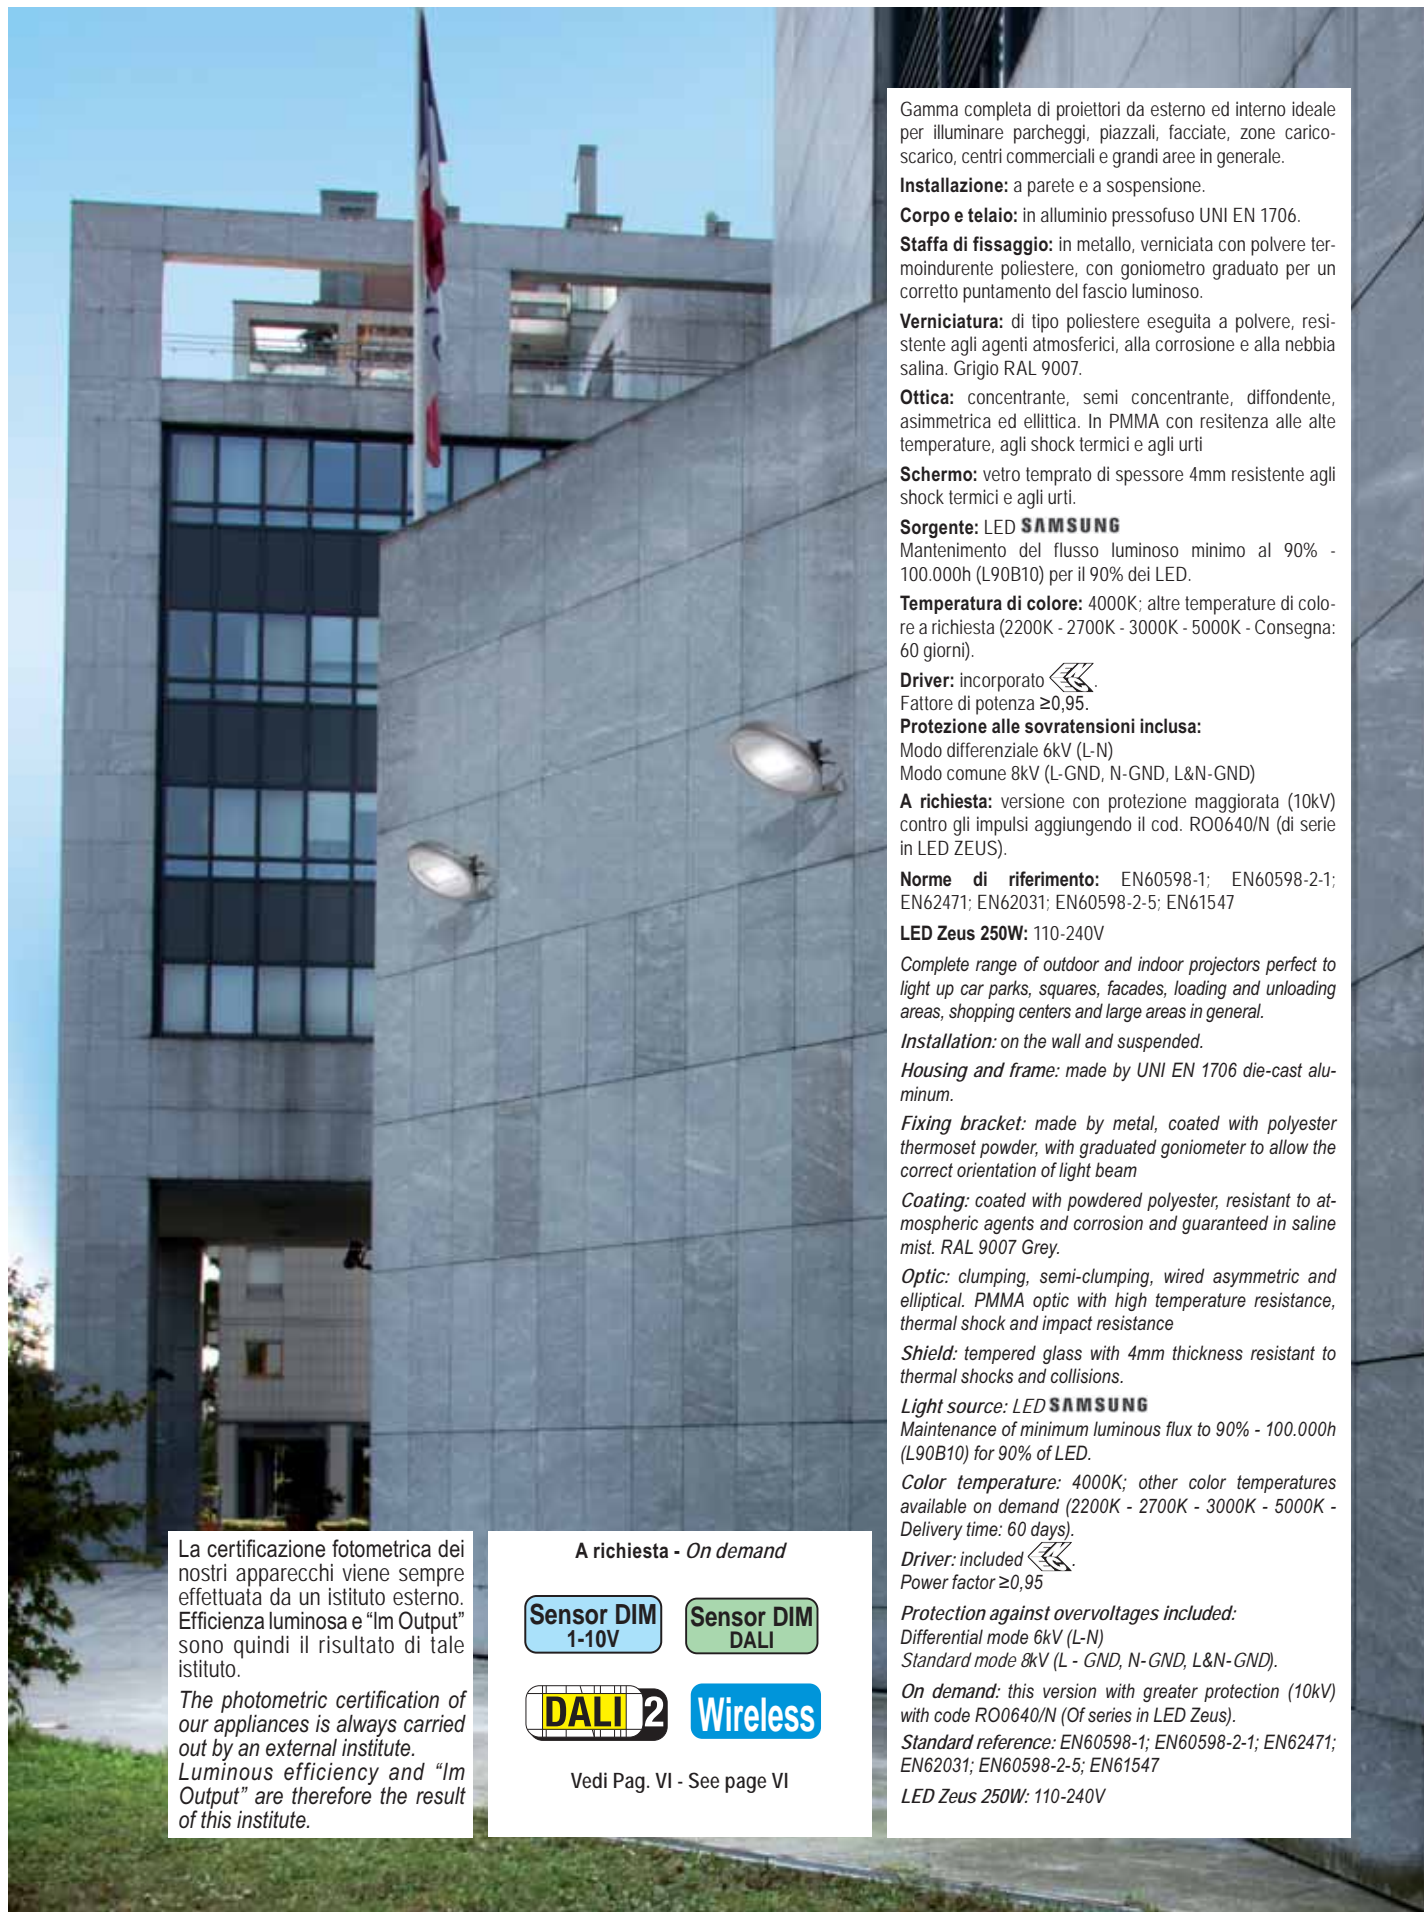 Gamma completa di proiettori da esterno ed interno ideale
per illuminare parcheggi, piazzali, facciate, zone carico-
scarico, centri commerciali e grandi aree in generale.
Installazione: a parete e a sospensione.
Corpo e telaio: in alluminio pressofuso UNI EN 1706.
Staffa di fissaggio: in metallo, verniciata con polvere ter-
moindurente poliestere, con goniometro graduato per un
corretto puntamento del fascio luminoso.
Verniciatura: di tipo poliestere eseguita a polvere, resi-
stente agli agenti atmosferici, alla corrosione e alla nebbia
salina. Grigio RAL 9007.
Ottica: concentrante, semi concentrante, diffondente,
asimmetrica ed ellittica. In PMMA con resitenza alle alte
temperature, agli shock termici e agli urti
Schermo: vetro temprato di spessore 4mm resistente agli
shock termici e agli urti.
Sorgente: LED SAMSUNG
Mantenimento del flusso luminoso minimo al 90% -
100.000h (L90B10) per il 90% dei LED.
Temperatura di colore: 4000K; altre temperature di colo-
re a richiesta (2200K - 2700K - 3000K - 5000K - Consegna:
60 giorni).
Driver: incorporato .
Fattore di potenza ≥0,95.
Protezione alle sovratensioni inclusa:
Modo differenziale 6kV (L-N)
Modo comune 8kV (L-GND, N-GND, L&N-GND)
A richiesta: versione con protezione maggiorata (10kV)
contro gli impulsi aggiungendo il cod. RO0640/N (di serie
in LED ZEUS).
Norme di riferimento: EN60598-1; EN60598-2-1;
EN62471; EN62031; EN60598-2-5; EN61547
LED Zeus 250W: 110-240V
Complete range of outdoor and indoor projectors perfect to
light up car parks, squares, facades, loading and unloading
areas, shopping centers and large areas in general.
Installation: on the wall and suspended.
Housing and frame: made by UNI EN 1706 die-cast alu-
minum.
Fixing bracket: made by metal, coated with polyester
thermoset powder, with graduated goniometer to allow the
correct orientation of light beam
Coating: coated with powdered polyester, resistant to at-
mospheric agents and corrosion and guaranteed in saline
mist. RAL 9007 Grey.
Optic: clumping, semi-clumping, wired asymmetric and
elliptical. PMMA optic with high temperature resistance,
thermal shock and impact resistance
Shield: tempered glass with 4mm thickness resistant to
thermal shocks and collisions.
Light source: LED SAMSUNG
Maintenance of minimum luminous flux to 90% - 100.000h
(L90B10) for 90% of LED.
Color temperature: 4000K; other color temperatures
available on demand (2200K - 2700K - 3000K - 5000K -
Delivery time: 60 days).
Driver: included .
Power factor ≥0,95
Protection against overvoltages included:
Differential mode 6kV (L-N)
Standard mode 8kV (L - GND, N-GND, L&N-GND).
On demand: this version with greater protection (10kV)
with code RO0640/N (Of series in LED Zeus).
Standard reference: EN60598-1; EN60598-2-1; EN62471;
EN62031; EN60598-2-5; EN61547
LED Zeus 250W: 110-240V
La certificazione fotometrica dei
nostri apparecchi viene sempre
effettuata da un istituto esterno.
Efficienza luminosa e “lm Output”
sono quindi il risultato di tale
istituto.
The photometric certification of
our appliances is always carried
out by an external institute.
Luminous efficiency and “lm
Output” are therefore the result
of this institute.
A richiesta - On demand
Sensor DIM
1-10V
Sensor DIM
DALI
DALI 2
Wireless
Vedi Pag. VI - See page VI